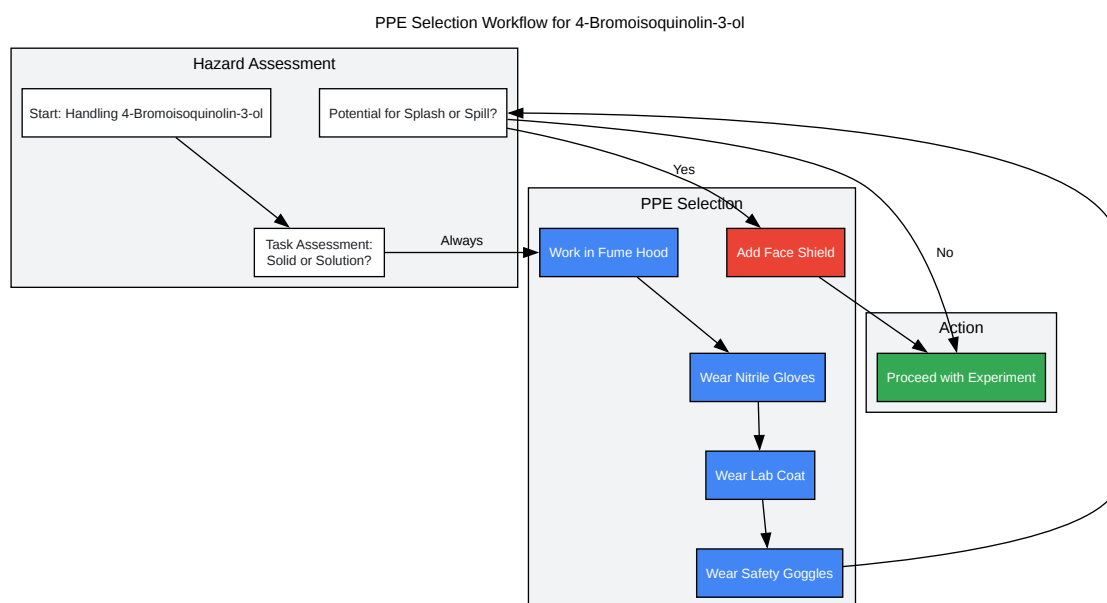 PPE Selection Workflow for 4-Bromoisoquinolin-3-ol
Hazard Assessment
Start: Handling 4-Bromoisoquinolin-3-ol
Potential for Splash or Spill?
Yes
PPE Selection
Task Assessment:
Solid or Solution?
Always
Work in Fume Hood
Add Face Shield
No
Action
Wear Nitrile Gloves
Proceed with Experiment
Wear Lab Coat
Wear Safety Goggles